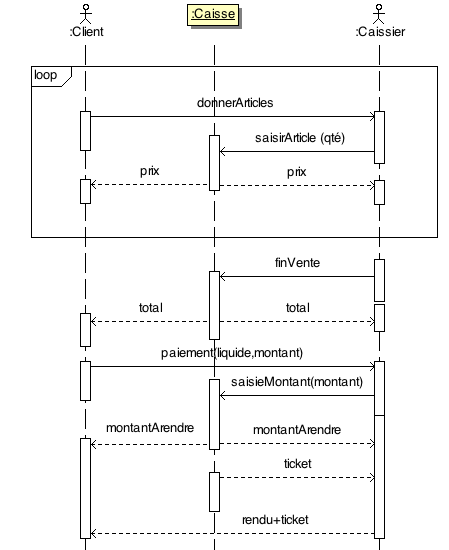 :Client
:Caisse
:Caissier
loop
donnerArticles
saisirArticle (qté)
prix
prix
finVente
total
total
paiement(liquide,montant)
saisieMontant(montant)
montantArendre
montantArendre
ticket
rendu+ticket